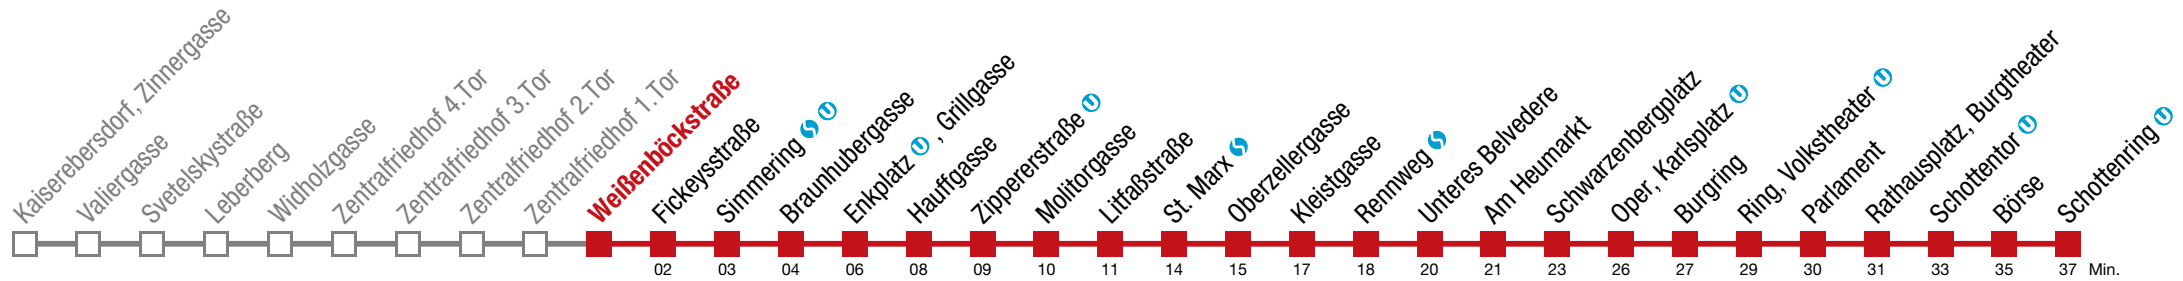 Kaiserebersdorf, Zinnergasse
Valiergasse
Svetelskystraße
Leberberg
Widholzgasse
Zentralfriedhof 4.Tor
Zentralfriedhof 3.Tor
Zentralfriedhof 2.Tor
Zentralfriedhof 1.Tor
Weißenböckstraße
Fickeysstraße
Simmering S U
Braunhubergasse
Enkplatz U , Grillgasse
Hauffgasse
Zippererstraße U
Molitorgasse
Litfaßstraße
St. Marx S
Oberzellergasse
Kleistgasse
Rennweg S
Unteres Belvedere
Am Heumarkt
Schwarzenbergplatz
Oper, Karlsplatz U
Burgring
Ring, Volkstheater U
Parlament
Rathausplatz, Burgtheater
Schottentor U
Börse
Schottenring U
02 03 04 06 08 09 10 11 14 15 17 18 20 21 23 26 27 29 30 31 33 35 37 Min.